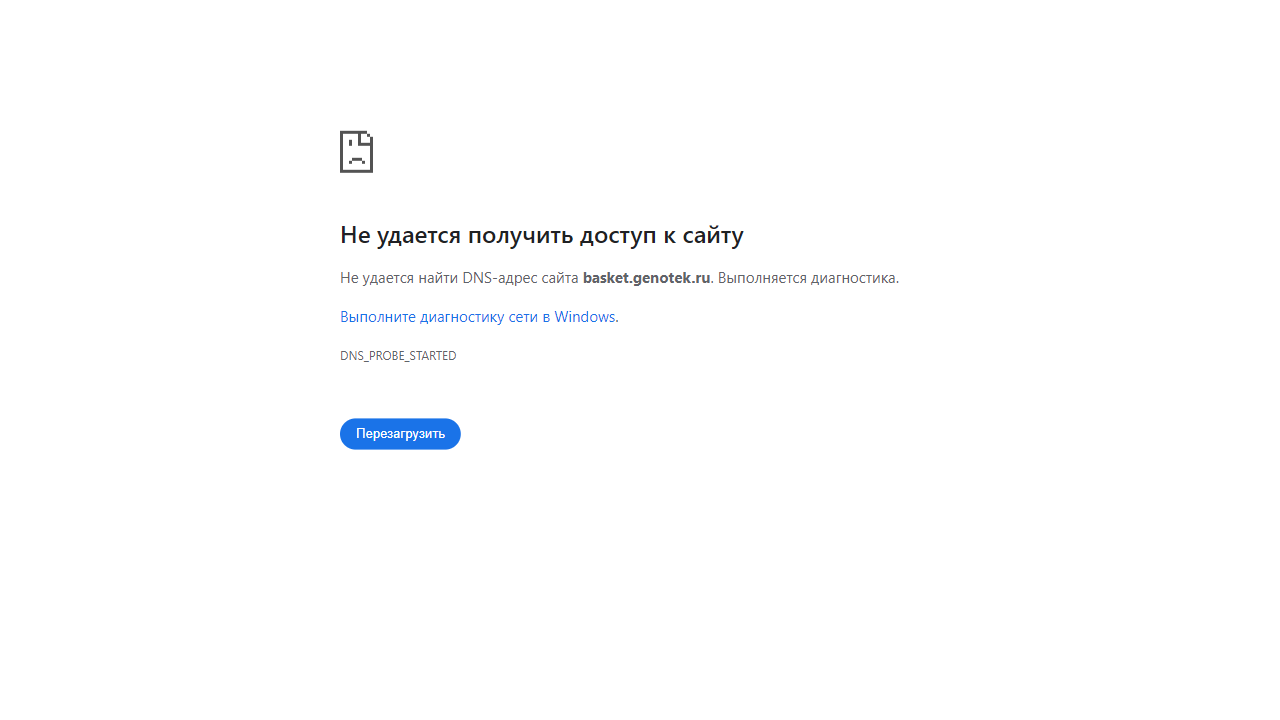 Не удается получить доступ к сайту
Не удается найти DNS-адрес сайта basket.genotek.ru. Выполняется диагностика.
Выполните диагностику сети в Windows.
DNS_PROBE_STARTED
Перезагрузить